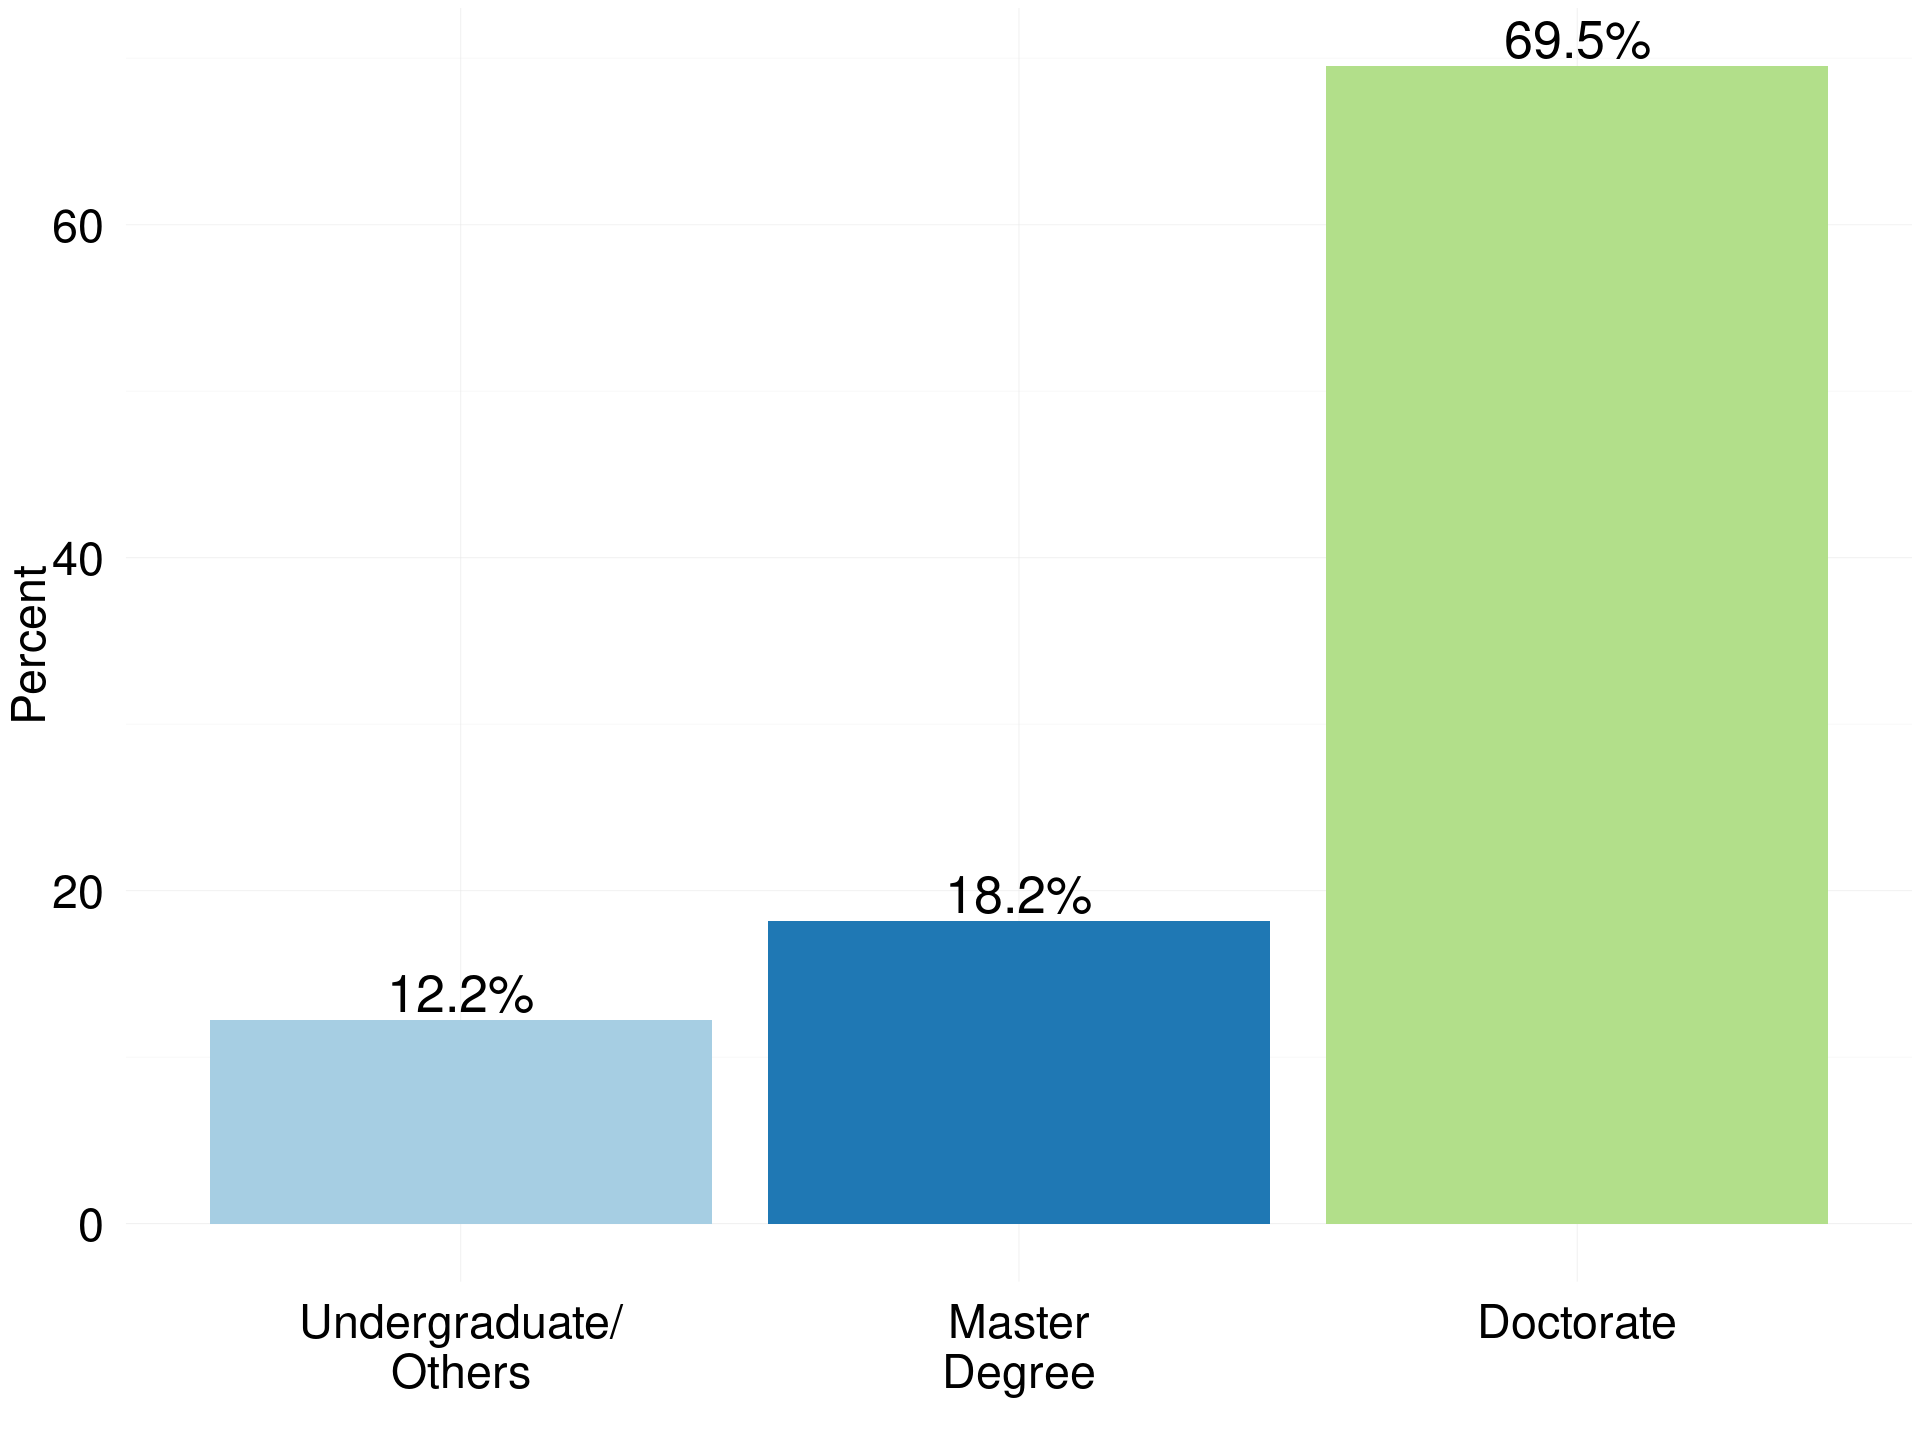 69.5%
60
40
Percent
20
18.2%
12.2%
0
Undergraduate/
Others
Master
Degree
Doctorate